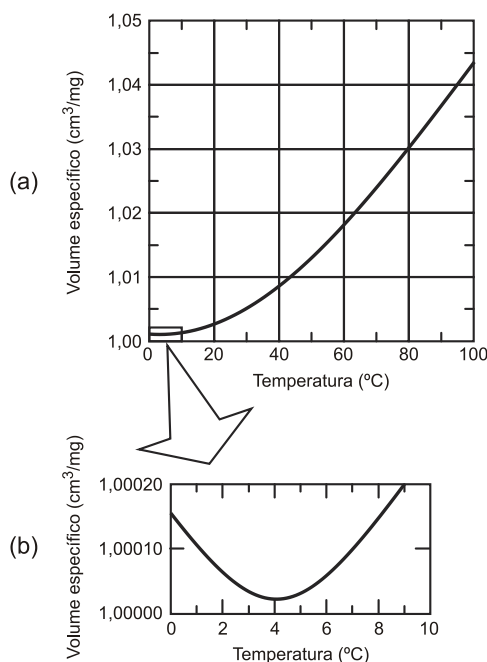 (a)
Volume específico (cm³/mg)
1,05
1,04
1,03
1,02
1,01
1,00
0 20 40 60 80 100
Temperatura (ºC)
(b)
Volume específico (cm³/mg)
1,00020
1,00010
1,00000
0 2 4 6 8 10
Temperatura (ºC)